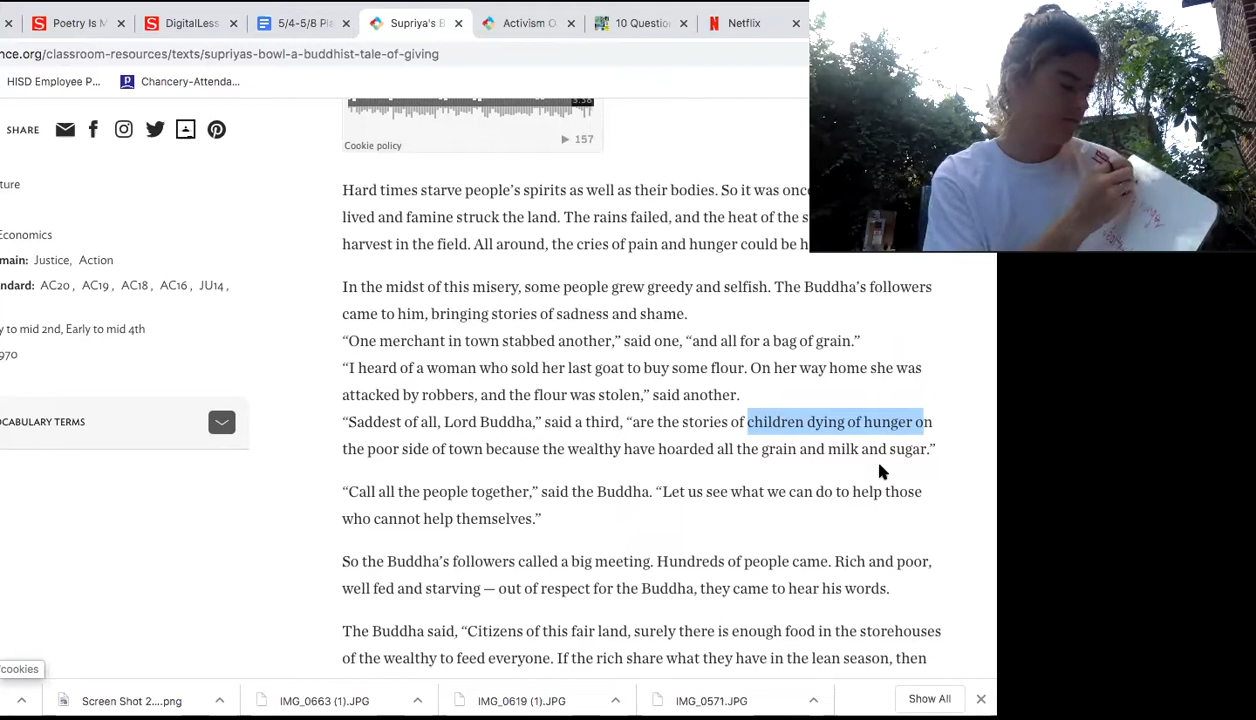 Poetry Is M
DigitalLess
5/4-5/8 Pla
Supriya's B
Activism O
10 Questio
Netflix
nce.org/classroom-resources/texts/supriyas-bowl-a-buddhist-tale-of-giving
HISD Employee P...
Chancery-Attenda...
SHARE
5:38
157
Cookie policy
ture
Economics
main: Justice, Action
ndard: AC20, AC19, AC18, AC16, JU14,
y to mid 2nd, Early to mid 4th
970
OCABULARY TERMS
Hard times starve people's spirits as well as their bodies. So it was once
lived and famine struck the land. The rains failed, and the heat of the s
harvest in the field. All around, the cries of pain and hunger could be h
In the midst of this misery, some people grew greedy and selfish. The Buddha's followers
came to him, bringing stories of sadness and shame.
“One merchant in town stabbed another,” said one, “and all for a bag of grain.”
“I heard of a woman who sold her last goat to buy some flour. On her way home she was
attacked by robbers, and the flour was stolen,” said another.
“Saddest of all, Lord Buddha,” said a third, “are the stories of children dying of hunger on
the poor side of town because the wealthy have hoarded all the grain and milk and sugar.”
“Call all the people together,” said the Buddha. “Let us see what we can do to help those
who cannot help themselves.”
So the Buddha's followers called a big meeting. Hundreds of people came. Rich and poor,
well fed and starving — out of respect for the Buddha, they came to hear his words.
The Buddha said, “Citizens of this fair land, surely there is enough food in the storehouses
of the wealthy to feed everyone. If the rich share what they have in the lean season, then
/cookies
Screen Shot 2....png
IMG_0663 (1).JPG
IMG_0619 (1).JPG
IMG_0571.JPG
Show All